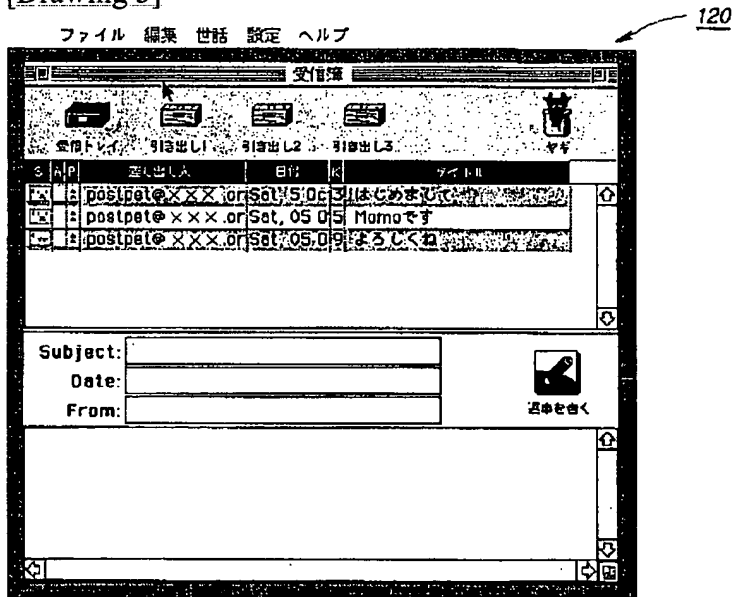 [Drawing 3]
120
ファイル 編集 世話 設定 ヘルプ
受信簿
受信トレイ 引き出し1 引き出し2 引き出し3 ヤギ
S A P 差し出し人 日付 K タイトル
postpet@×××.or Sat 5 Oc 3 はじめまして
postpet@×××.or Sat, 05 O 5 Momoです
postpet@×××.or Sat, 05,O 9 よろしくね
Subject:
Date:
From:
返事を書く